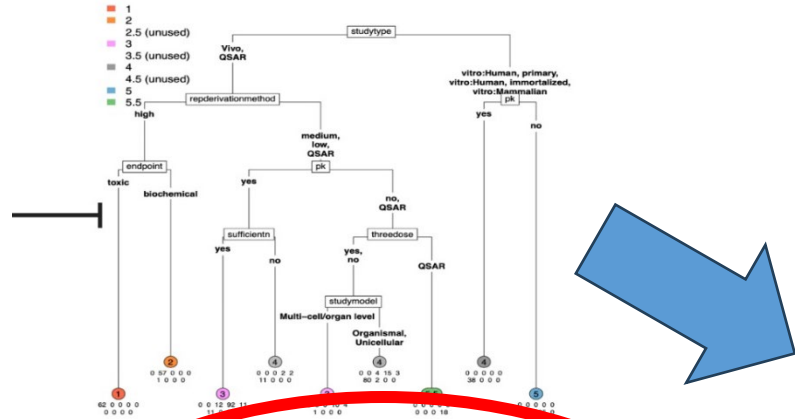 1
2
2.5 (unused)
3
3.5 (unused)
4
4.5 (unused)
5
5.5
studytype
Vivo,
QSAR
vitro:Human, primary,
vitro:Human, immortalized,
vitro:Mammalian
repderivationmethod
pk
high
medium,
low,
QSAR
yes
no
endpoint
pk
toxic
biochemical
yes
no,
QSAR
sufficientn
threedose
yes
no
yes,
no
QSAR
studymodel
Multi-cell/organ level
Organismal,
Unicellular
2
4
4
4
0 57 0 0 0
1 0 0 0
0 0 0 2 2
11 0 0 0
0 0 4 15 3
80 2 0 0
0 0 0 0 0
38 0 0 0
1
3
5
62 0 0 0 0
0 0 0 0
0 0 12 92 11
1 0 0 0
0 0 0 18